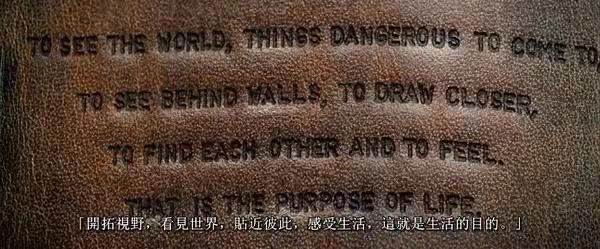 TO SEE THE WORLD, THINGS DANGEROUS TO COME TO,
TO SEE BEHIND WALLS, TO DRAW CLOSER,
TO FIND EACH OTHER AND TO FEEL.
THAT IS THE PURPOSE OF LIFE
「開拓視野，看見世界，貼近彼此，感受生活，這就是生活的目的。」